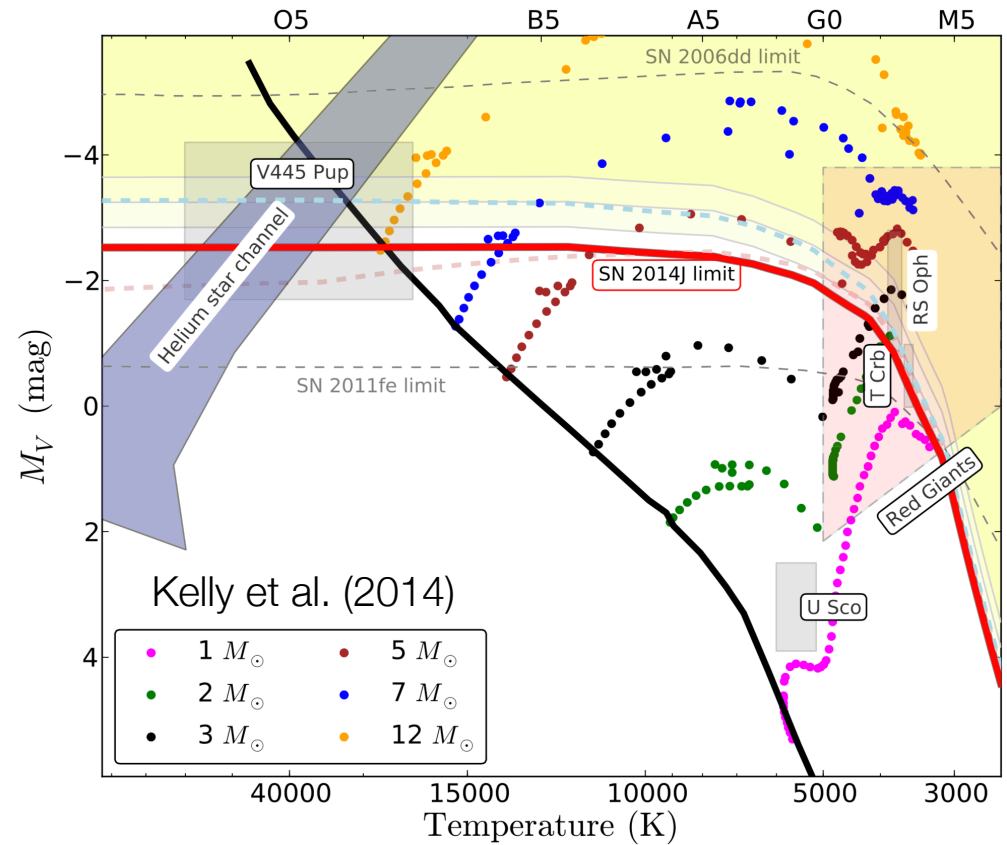 O5 B5 A5 G0 M5
SN 2006dd limit
−4
V445 Pup
Helium star channel
−2
SN 2014J limit
RS Oph
T Crb
SN 2011fe limit
0
M_V (mag)
Red Giants
2
Kelly et al. (2014)
U Sco
1 M⊙ 5 M⊙
2 M⊙ 7 M⊙
3 M⊙ 12 M⊙
4
40000 15000 10000 5000 3000
Temperature (K)